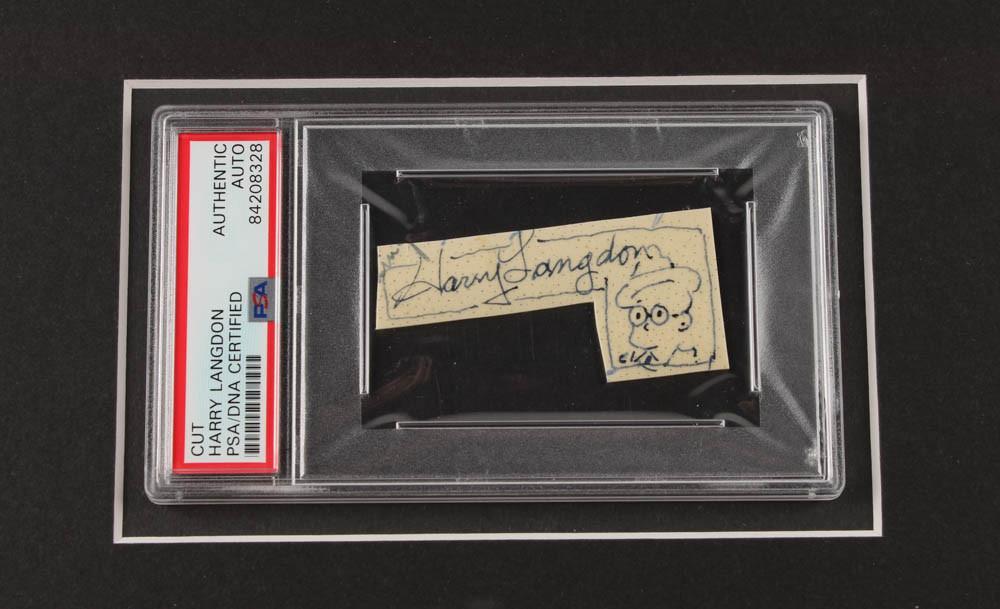 CUT
HARRY LANGDON
PSA/DNA CERTIFIED
AUTHENTIC
AUTO
84208328
PSA
Harry Langdon